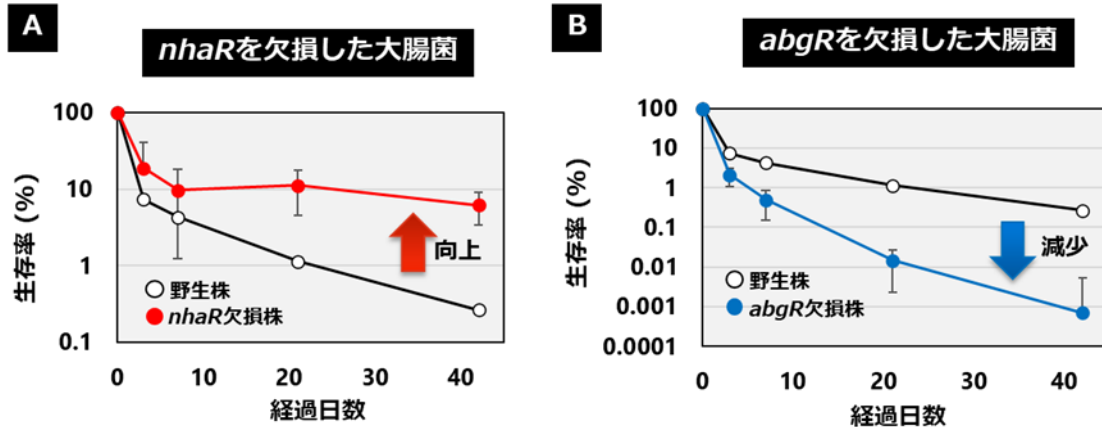 A
nhaRを欠損した大腸菌
生存率 (%)
100
10
1
0.1
向上
野生株
nhaR欠損株
0 10 20 30 40
経過日数
B
abgRを欠損した大腸菌
生存率 (%)
100
10
1
0.1
0.01
0.001
0.0001
減少
野生株
abgR欠損株
0 10 20 30 40
経過日数